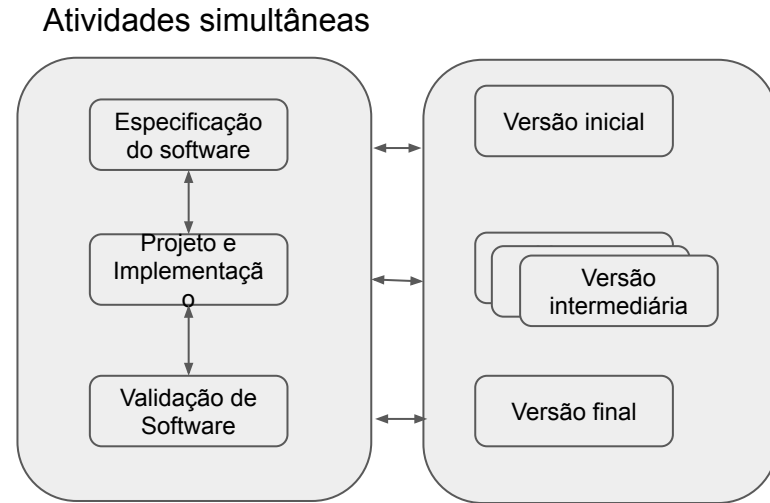 Atividades simultâneas
Especificação
do software
Versão inicial
Projeto e
Implementaçã
o
Versão
intermediária
Validação de
Software
Versão final